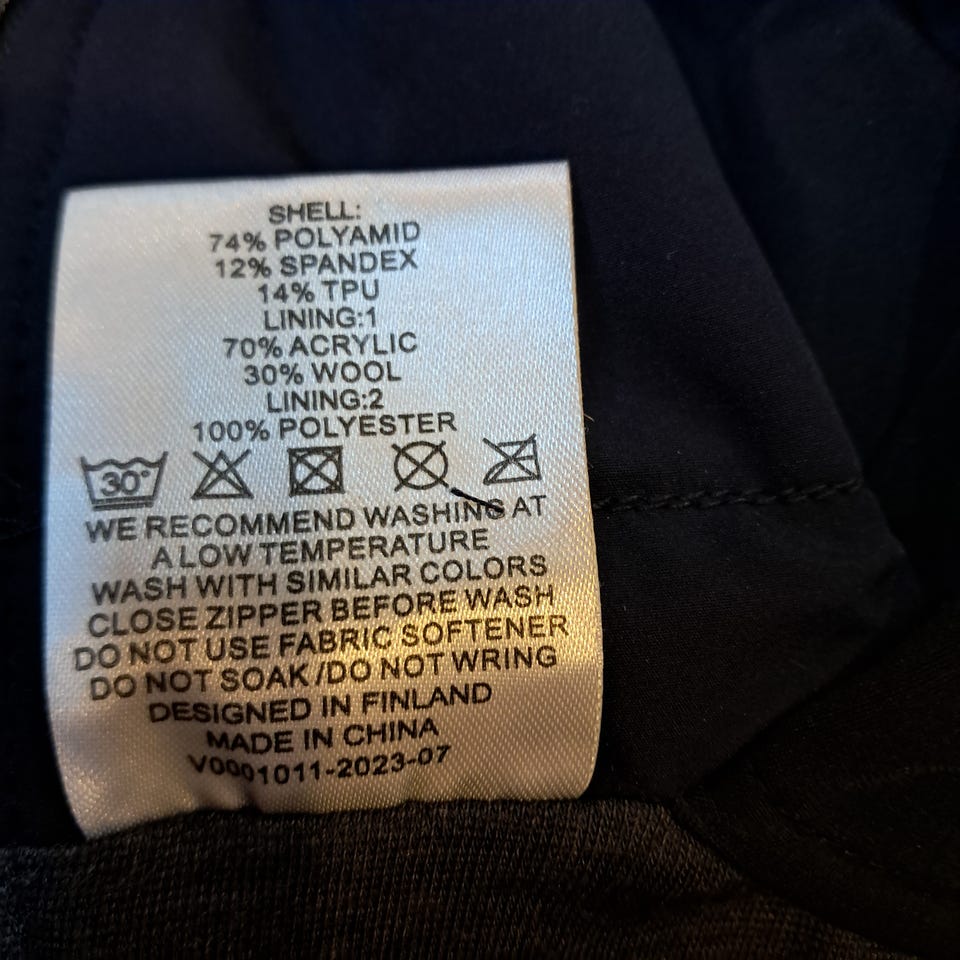 SHELL:
74% POLYAMID
12% SPANDEX
14% TPU
LINING:1
70% ACRYLIC
30% WOOL
LINING:2
100% POLYESTER
30°
WE RECOMMEND WASHING AT
A LOW TEMPERATURE
WASH WITH SIMILAR COLORS
CLOSE ZIPPER BEFORE WASH
DO NOT USE FABRIC SOFTENER
DO NOT SOAK /DO NOT WRING
DESIGNED IN FINLAND
MADE IN CHINA
V0001011-2023-07